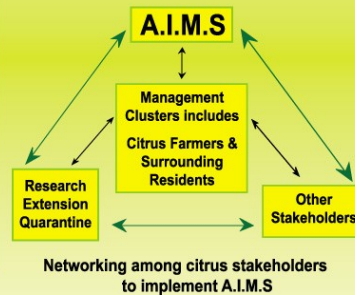 A.I.M.S
Management
Clusters includes
Citrus Farmers &
Surrounding
Residents
Research
Extension
Quarantine
Other
Stakeholders
Networking among citrus stakeholders
to implement A.I.M.S